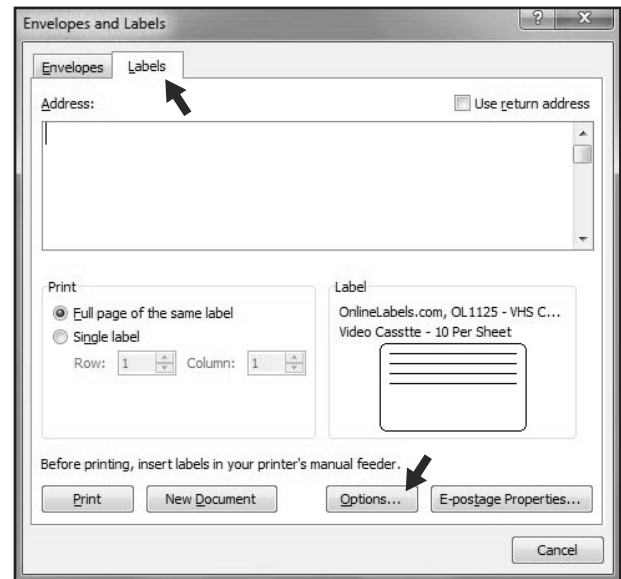 Envelopes and Labels
Envelopes Labels
Address: Use return address
Print
Full page of the same label
Single label
Row: 1 Column: 1
Label
OnlineLabels.com, OL1125 - VHS C...
Video Casstte - 10 Per Sheet
Before printing, insert labels in your printer's manual feeder.
Print New Document Options... E-postage Properties...
Cancel